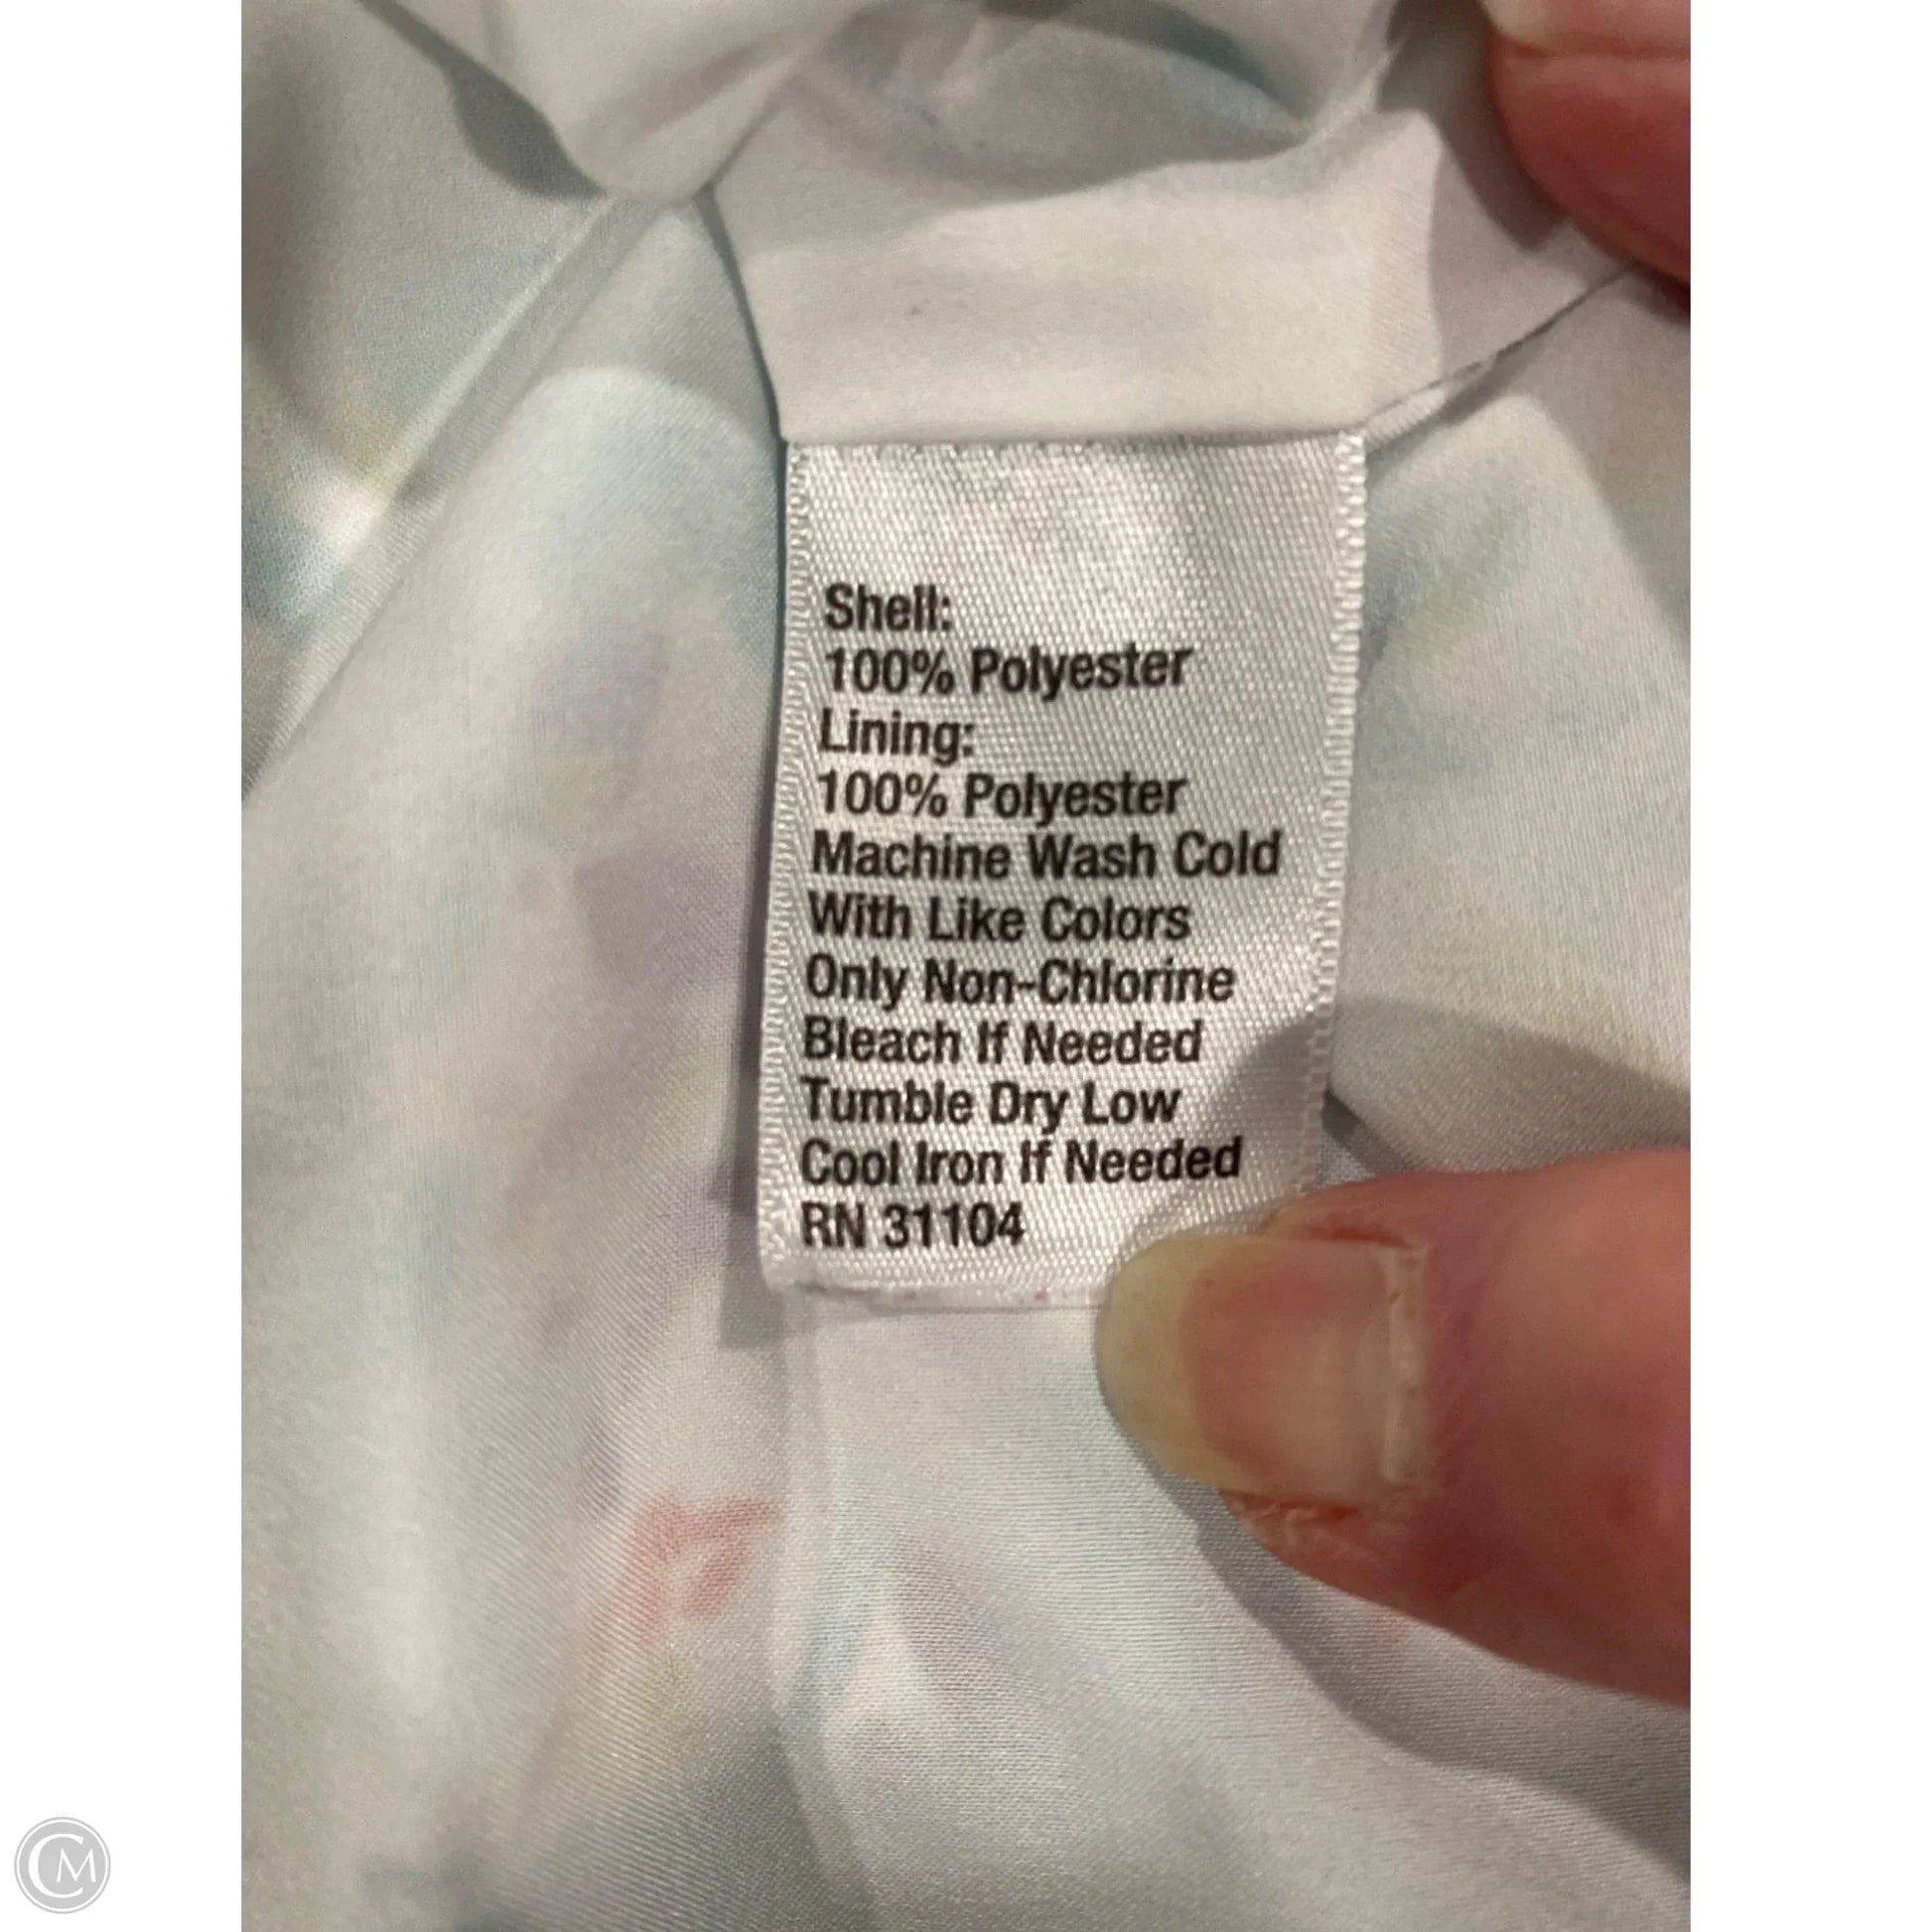 Shell:
100% Polyester
Lining:
100% Polyester
Machine Wash Cold
With Like Colors
Only Non-Chlorine
Bleach If Needed
Tumble Dry Low
Cool Iron If Needed
RN 31104
CM